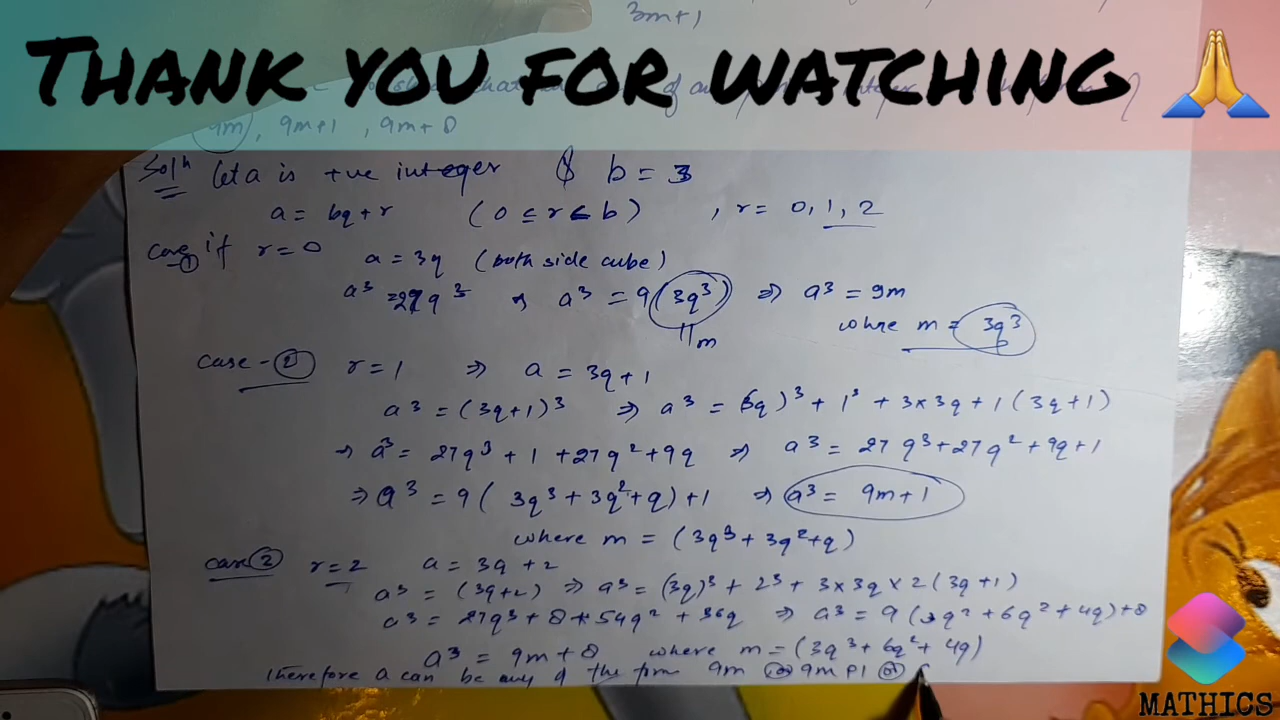 3m+1
THANK YOU FOR WATCHING 🙏
9m, 9m+1, 9m+8
Soln let a is +ve integer & b = 3
a = bq+r (0 ≤ r < b) , r = 0, 1, 2
Case ① if r=0 a = 3q (both side cube)
a³ = 27q³ ⇒ a³ = 9(3q³) ⇒ a³ = 9m
m where m = 3q³
Case-② r=1 ⇒ a = 3q+1
a³ = (3q+1)³ ⇒ a³ = (3q)³ + 1³ + 3×3q+1(3q+1)
⇒ a³ = 27q³ + 1 + 27q² + 9q ⇒ a³ = 27q³+27q²+9q+1
⇒ a³ = 9(3q³+3q²+q)+1 ⇒ a³ = 9m+1
where m = (3q³+3q²+q)
case ② r=2 a = 3q+2
a³ = (3q+2) ⇒ a³ = (3q)³ + 2³ + 3×3q×2(3q+1)
a³ = 27q³ + 8 + 54q² + 36q ⇒ a³ = 9(3q²+6q²+4q)+8
a³ = 9m+8 where m = (3q³+6q²+4q)
Therefore a can be any of the form 9m or 9m+1 or
MATHICS